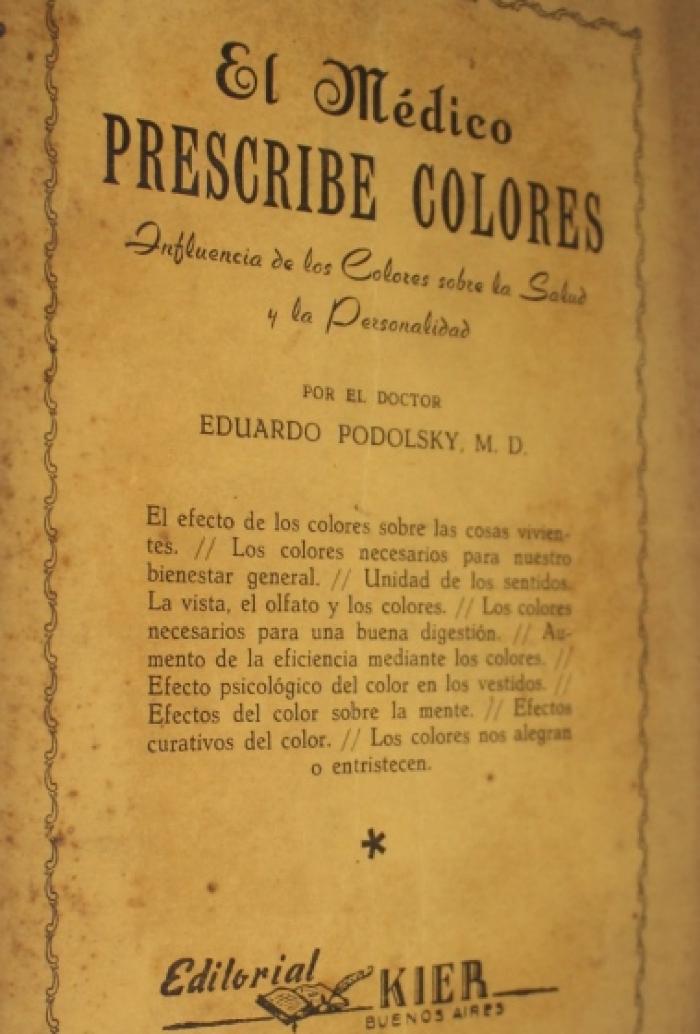 El Médico
PRESCRIBE COLORES
Influencia de los Colores sobre la Salud
y la Personalidad
POR EL DOCTOR
EDUARDO PODOLSKY, M. D.
El efecto de los colores sobre las cosas vivien-
tes. // Los colores necesarios para nuestro
bienestar general. // Unidad de los sentidos.
La vista, el olfato y los colores. // Los colores
necesarios para una buena digestión. // Au-
mento de la eficiencia mediante los colores. //
Efecto psicológico del color en los vestidos. //
Efectos del color sobre la mente. // Efectos
curativos del color. // Los colores nos alegran
o entristecen.
*
Editorial KIER
BUENOS AIRES